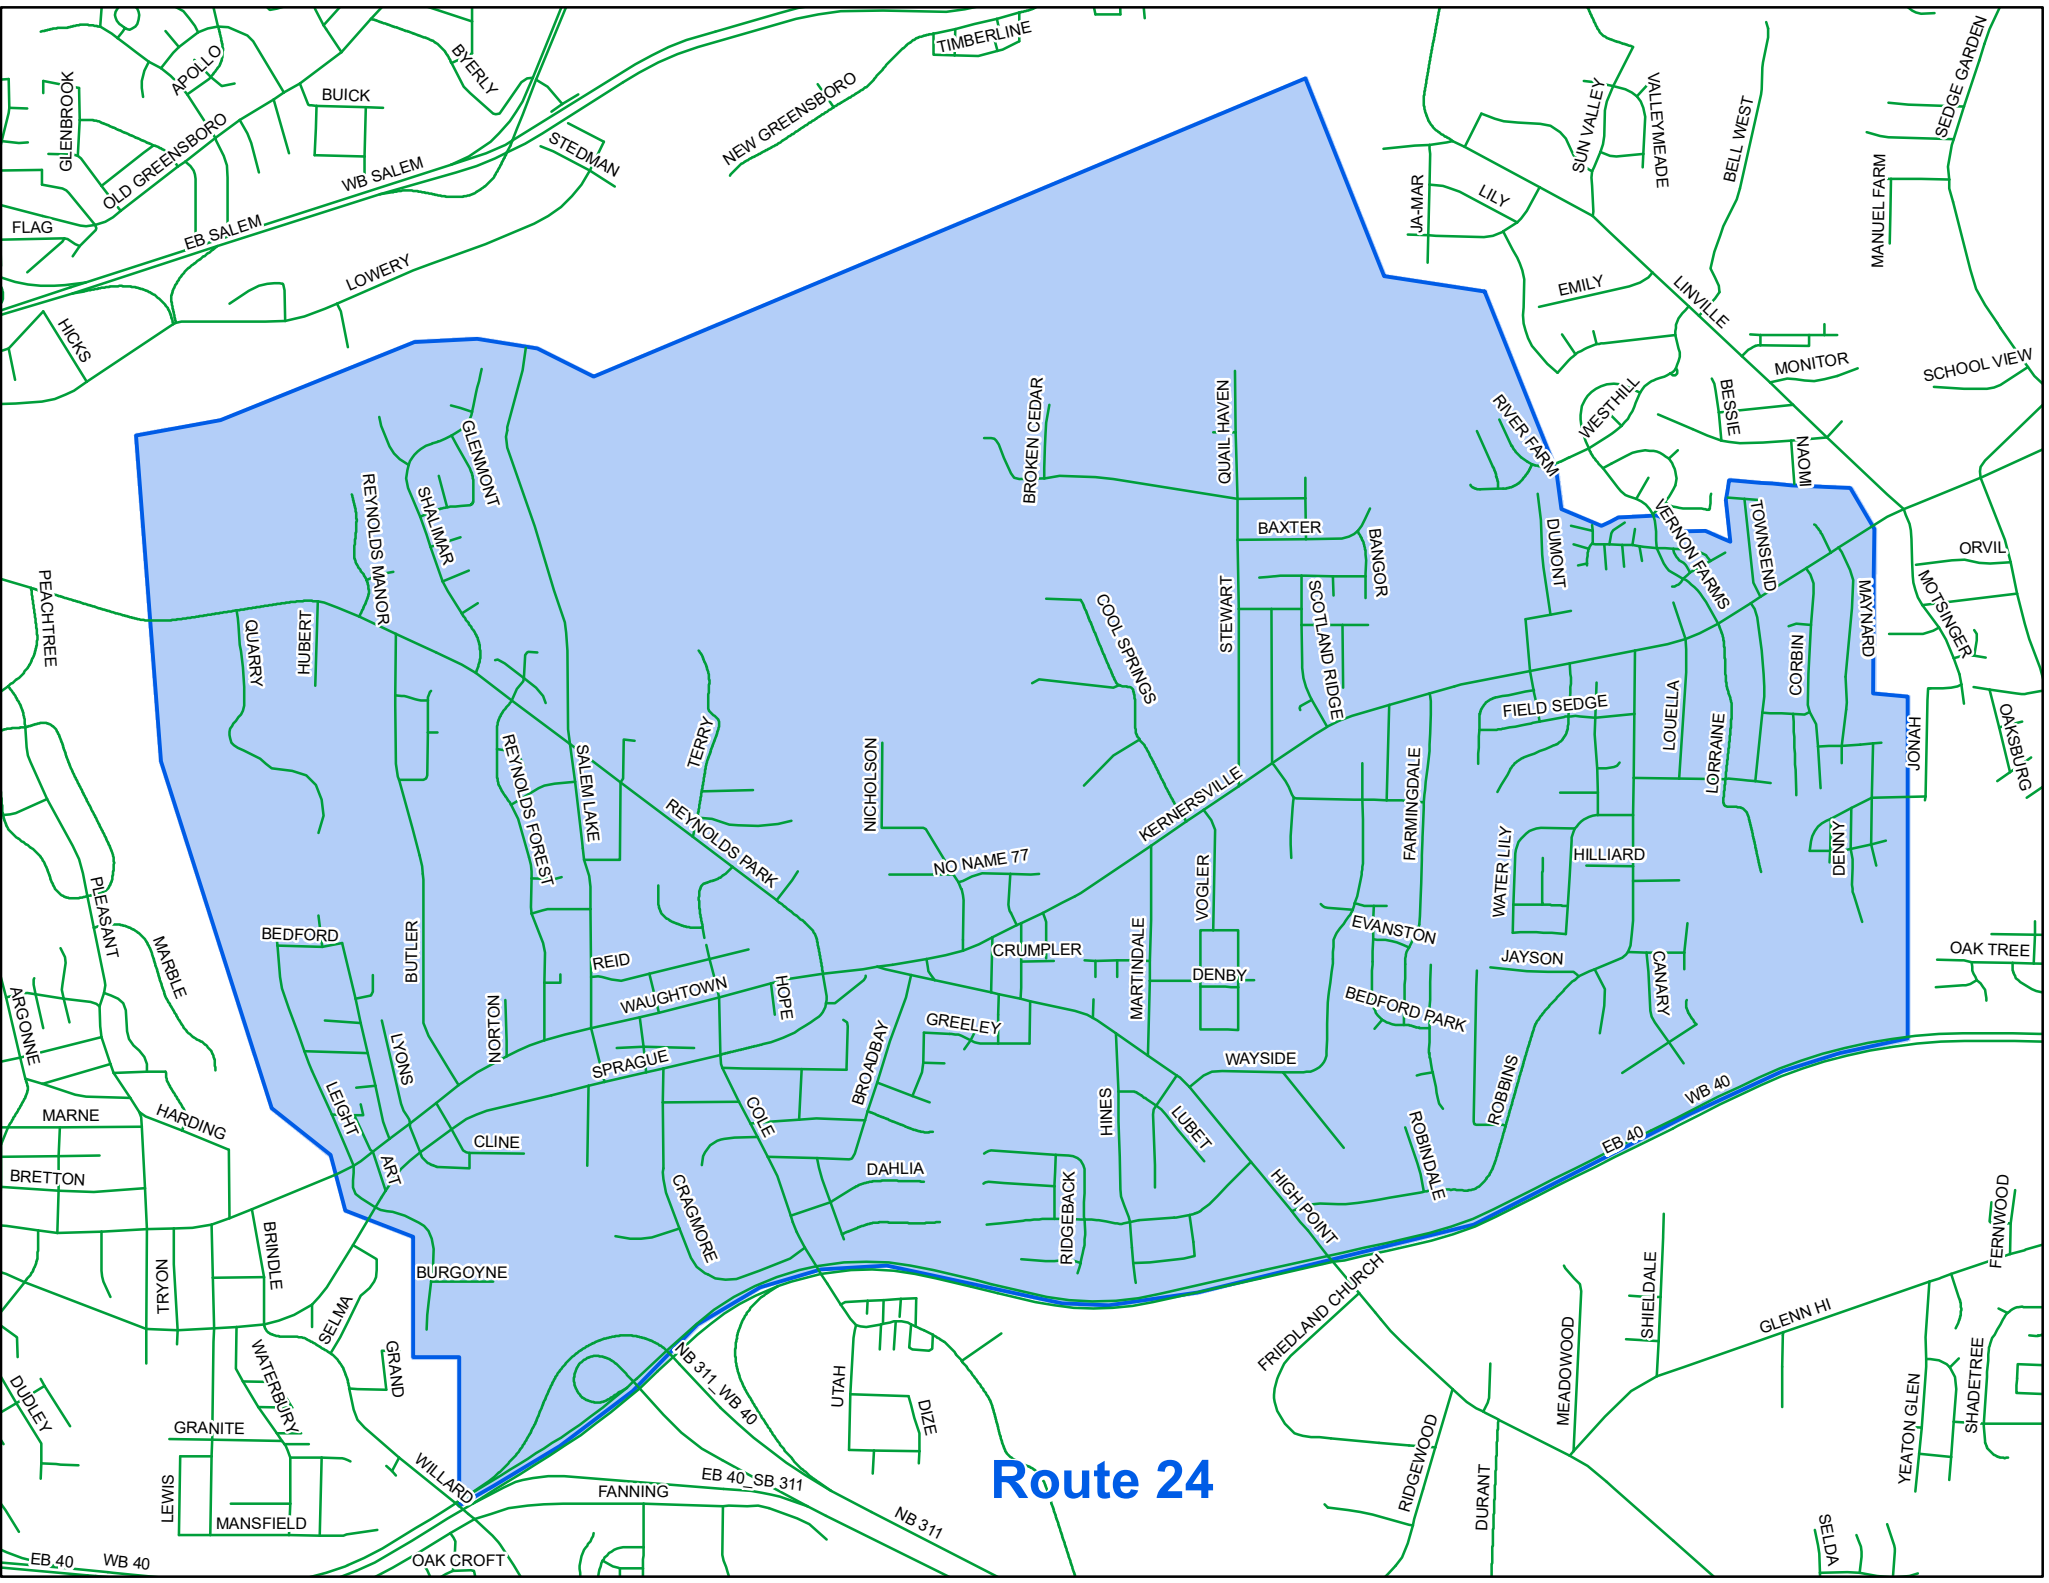 TIMBERLINE
APOLLO
BYERLY
GLENBROOK
BUICK
OLD GREENSBORO
NEW GREENSBORO
STEDMAN
WB SALEM
EB SALEM
FLAG
LOWERY
HICKS
SEDGE GARDEN
SUN VALLEY
VALLEYMEADE
BELL WEST
MANUEL FARM
JA-MAR
LILY
EMILY
LINVILLE
MONITOR
SCHOOL VIEW
WESTHILL
BESSIE
NAOMI
RIVER FARM
BROKEN CEDAR
QUAIL HAVEN
GLENMONT
SHALIMAR
REYNOLDS MANOR
BAXTER
BANGOR
DUMONT
VERNON FARMS
TOWNSEND
ORVIL
MOTSINGER
MAYNARD
PEACHTREE
QUARRY
HUBERT
COOL SPRINGS
STEWART
SCOTLAND RIDGE
CORBIN
FIELD SEDGE
LOUELLA
LORRAINE
JONAH
OAKSBURG
REYNOLDS FOREST
SALEM LAKE
TERRY
REYNOLDS PARK
NICHOLSON
NO NAME 77
KERNERSVILLE
FARMINGDALE
WATER LILY
HILLIARD
DENNY
VOGLER
PLEASANT
MARBLE
BEDFORD
BUTLER
REID
WAUGHTOWN
HOPE
CRUMPLER
MARTINDALE
DENBY
EVANSTON
BEDFORD PARK
JAYSON
CANARY
OAK TREE
ARGONNE
NORTON
LYONS
SPRAGUE
GREELEY
BROADBAY
WAYSIDE
ROBBINS
WB 40
EB 40
MARNE
HARDING
LEIGHT
COLE
HINES
LUBET
ROBINDALE
CLINE
ART
BRETTON
DAHLIA
CRAGMORE
RIDGEBACK
HIGH POINT
FERNWOOD
BRINDLE
TRYON
BURGOYNE
SELMA
GRAND
WATERBURY
FRIEDLAND CHURCH
SHIELDALE
GLENN HI
MEADOWOOD
SHADETREE
YEATON GLEN
DUDLEY
NB 311_WB 40
UTAH
DIZE
GRANITE
WILLARD
LEWIS
MANSFIELD
EB 40_SB 311
FANNING
NB 311
Route 24
RIDGEWOOD
DURANT
SELDA
OAK CROFT
EB 40
WB 40